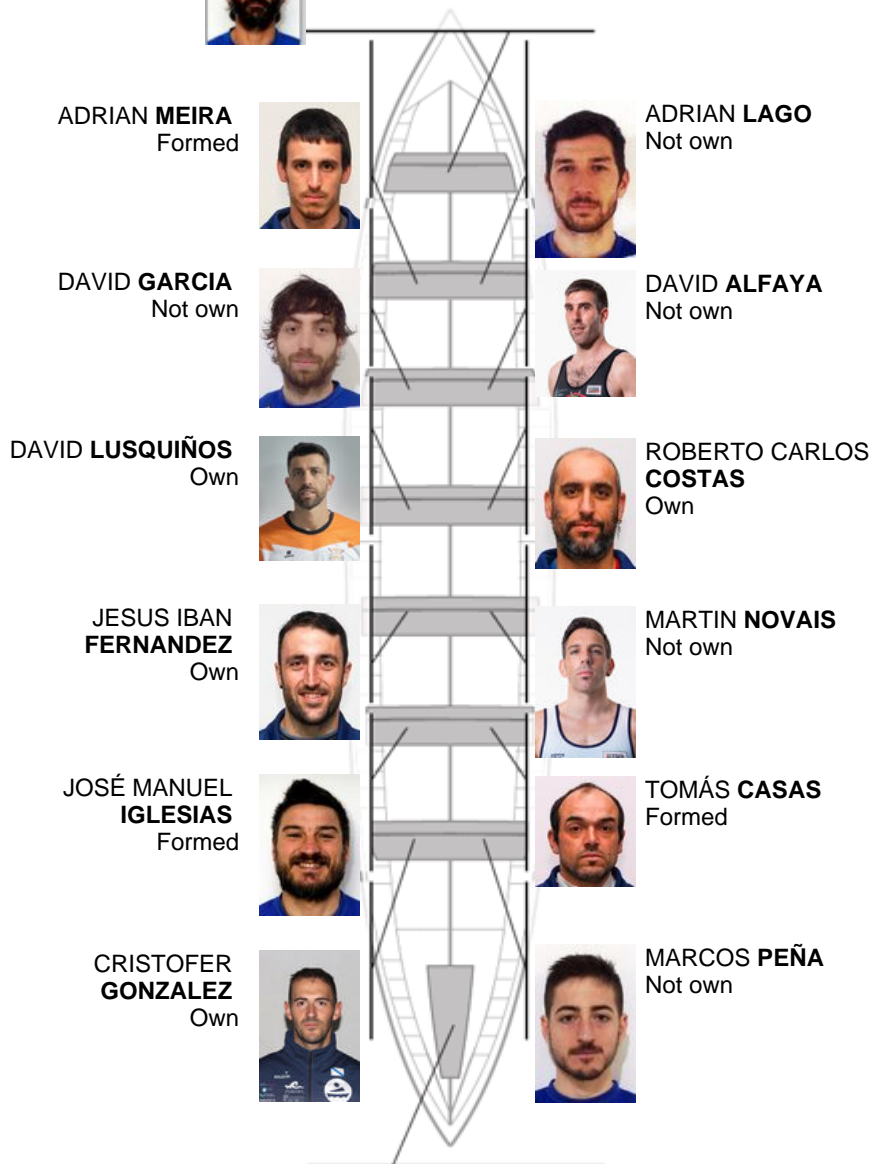 ADRIAN MEIRA
Formed
ADRIAN LAGO
Not own
DAVID GARCIA
Not own
DAVID ALFAYA
Not own
DAVID LUSQUIÑOS
Own
ROBERTO CARLOS
COSTAS
Own
JESUS IBAN
FERNANDEZ
Own
MARTIN NOVAIS
Not own
JOSÉ MANUEL
IGLESIAS
Formed
TOMÁS CASAS
Formed
CRISTOFER
GONZALEZ
Own
MARCOS PEÑA
Not own